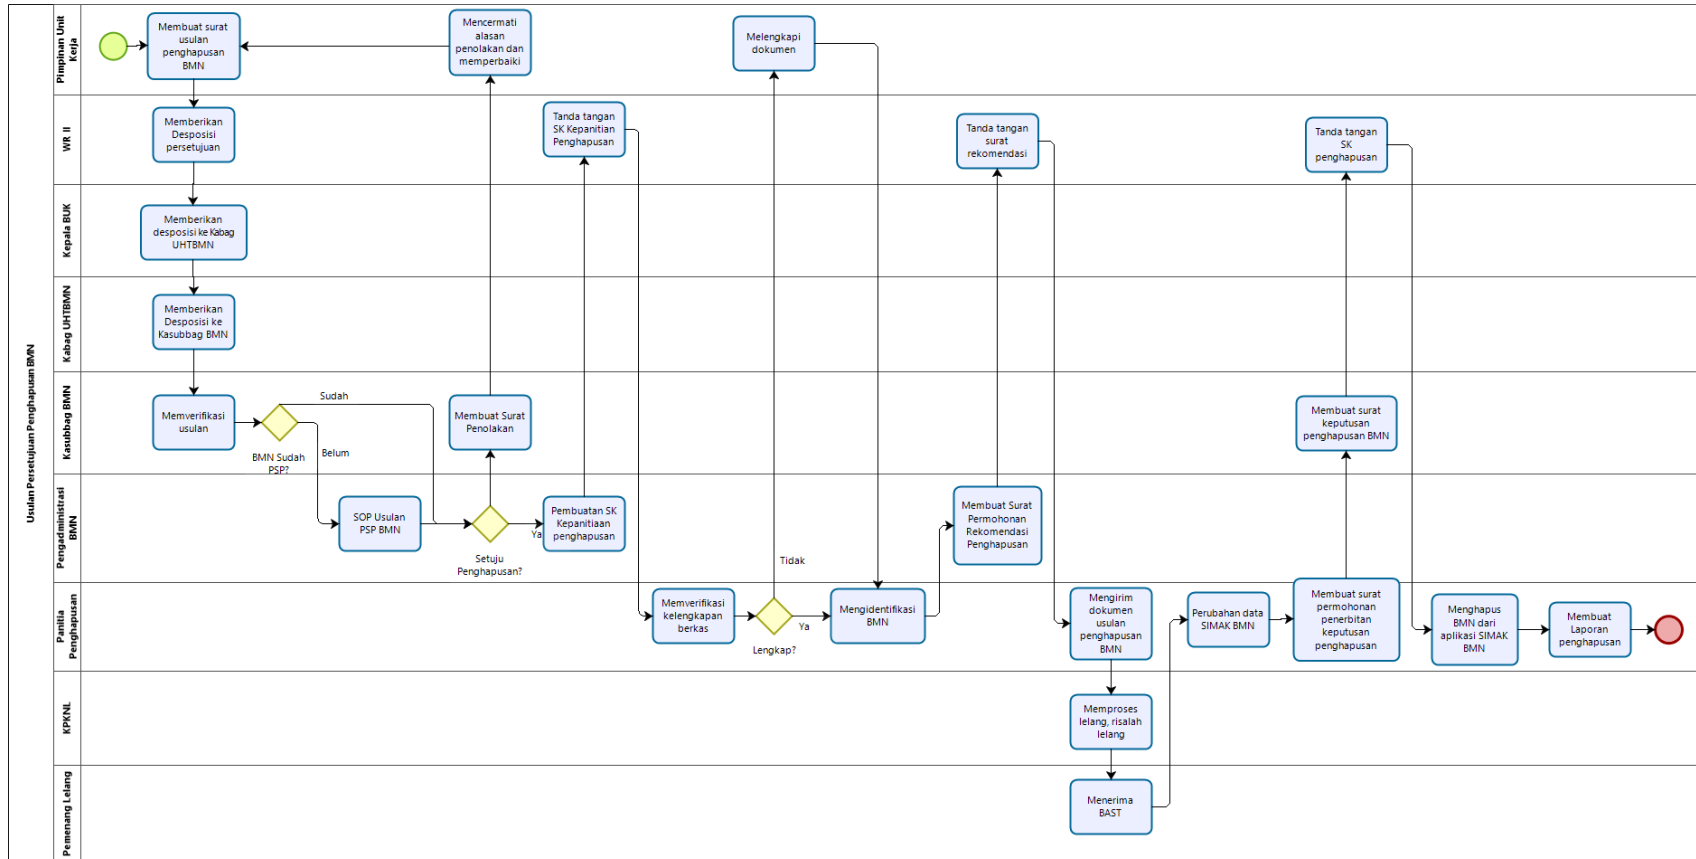 Usulan Persetujuan Penghapusan BMN
Pimpinan Unit
Kerja
Membuat surat
usulan
penghapusan
BMN
Mencermati
alasan
penolakan dan
memperbaiki
Melengkapi
dokumen
WR II
Memberikan
Desposisi
persetujuan
Tanda tangan
SK Kepanitian
Penghapusan
Tanda tangan
surat
rekomendasi
Tanda tangan
SK
penghapusan
Kepala BUK
Memberikan
desposisi ke Kabag
UHTBMN
Kabag UHTBMN
Memberikan
Desposisi ke
Kasubbag BMN
Kasubbag BMN
Memverifikasi
usulan
BMN Sudah
PSP?
Sudah
Belum
Membuat Surat
Penolakan
Membuat surat
keputusan
penghapusan BMN
Pengadministrasi
BMN
SOP Usulan
PSP BMN
Setuju
Penghapusan?
Ya
Pembuatan SK
Kepanitiaan
penghapusan
Tidak
Membuat Surat
Permohonan
Rekomendasi
Penghapusan
Panitia
Penghapusan
Memverifikasi
kelengkapan
berkas
Lengkap?
Ya
Mengidentifikasi
BMN
Mengirim
dokumen
usulan
penghapusan
BMN
Perubahan data
SIMAK BMN
Membuat surat
permohonan
penerbitan
keputusan
penghapusan
Menghapus
BMN dari
aplikasi SIMAK
BMN
Membuat
Laporan
penghapusan
KPKNL
Memproses
lelang, risalah
lelang
Pemenang Lelang
Menerima
BAST